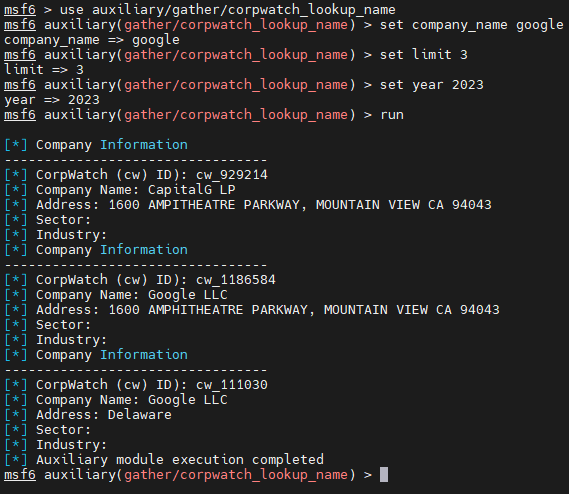 msf6 > use auxiliary/gather/corpwatch_lookup_name
msf6 auxiliary(gather/corpwatch_lookup_name) > set company_name google
company_name => google
msf6 auxiliary(gather/corpwatch_lookup_name) > set limit 3
limit => 3
msf6 auxiliary(gather/corpwatch_lookup_name) > set year 2023
year => 2023
msf6 auxiliary(gather/corpwatch_lookup_name) > run
[*] Company Information
---------------------------------
[*] CorpWatch (cw) ID): cw_929214
[*] Company Name: CapitalG LP
[*] Address: 1600 AMPITHEATRE PARKWAY, MOUNTAIN VIEW CA 94043
[*] Sector:
[*] Industry:
[*] Company Information
---------------------------------
[*] CorpWatch (cw) ID): cw_1186584
[*] Company Name: Google LLC
[*] Address: 1600 AMPHITHEATRE PARKWAY, MOUNTAIN VIEW CA 94043
[*] Sector:
[*] Industry:
[*] Company Information
---------------------------------
[*] CorpWatch (cw) ID): cw_111030
[*] Company Name: Google LLC
[*] Address: Delaware
[*] Sector:
[*] Industry:
[*] Auxiliary module execution completed
msf6 auxiliary(gather/corpwatch_lookup_name) >